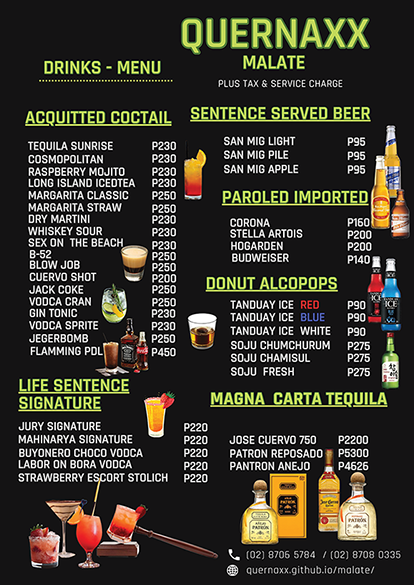 QUERNAXX
MALATE
DRINKS - MENU
PLUS TAX & SERVICE CHARGE
ACQUITTED COCTAIL
TEQUILA SUNRISE P230
COSMOPOLITAN P230
RASPBERRY MOJITO P230
LONG ISLAND ICEDTEA P230
MARGARITA CLASSIC P250
MARGARITA STRAW P250
DRY MARTINI P230
WHISKEY SOUR P230
SEX ON THE BEACH P230
B-52 P250
BLOW JOB P250
CUERVO SHOT P200
JACK COKE P250
VODCA CRAN P250
GIN TONIC P230
VODCA SPRITE P230
JEGERBOMB P250
FLAMMING PDL P450
LIFE SENTENCE
SIGNATURE
JURY SIGNATURE P220
MAHINARYA SIGNATURE P220
BUYONERO CHOCO VODCA P220
LABOR ON BORA VODCA P220
STRAWBERRY ESCORT STOLICH P220
SENTENCE SERVED BEER
SAN MIG LIGHT P95
SAN MIG PILE P95
SAN MIG APPLE P95
PAROLED IMPORTED
CORONA P160
STELLA ARTOIS P200
HOGARDEN P200
BUDWEISER P140
DONUT ALCOPOPS
TANDUAY ICE RED P90
TANDUAY ICE BLUE P90
TANDUAY ICE WHITE P90
SOJU CHUMCHURUM P275
SOJU CHAMISUL P275
SOJU FRESH P275
MAGNA CARTA TEQUILA
JOSE CUERVO 750 P2200
PATRON REPOSADO P5300
PANTRON ANEJO P4626
PATRÓN
PATRÓN
(02) 8705 5784 / (02) 8708 0335
quernaxx.github.io/malate/